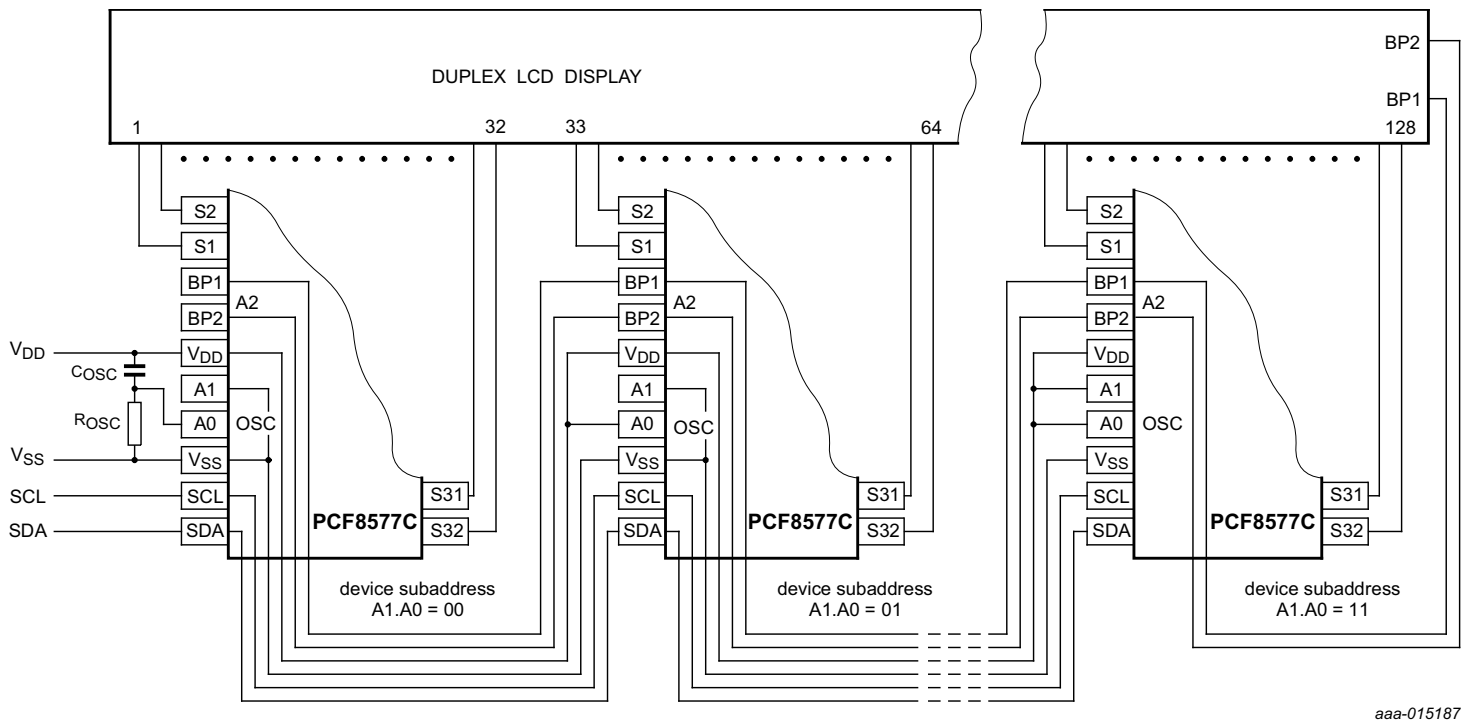 BP2
DUPLEX LCD DISPLAY
BP1
1 32 33 64 128
S2 S2 S2
S1 S1 S1
BP1 BP1 BP1
A2 A2 A2
BP2 BP2 BP2
VDD VDD VDD VDD
COSC A1 A1 A1
ROSC A0 OSC A0 OSC A0 OSC
VSS VSS VSS VSS
SCL SCL S31 SCL S31 SCL S31
PCF8577C PCF8577C PCF8577C
SDA SDA S32 SDA S32 SDA S32
device subaddress device subaddress device subaddress
A1.A0 = 00 A1.A0 = 01 A1.A0 = 11
aaa-015187